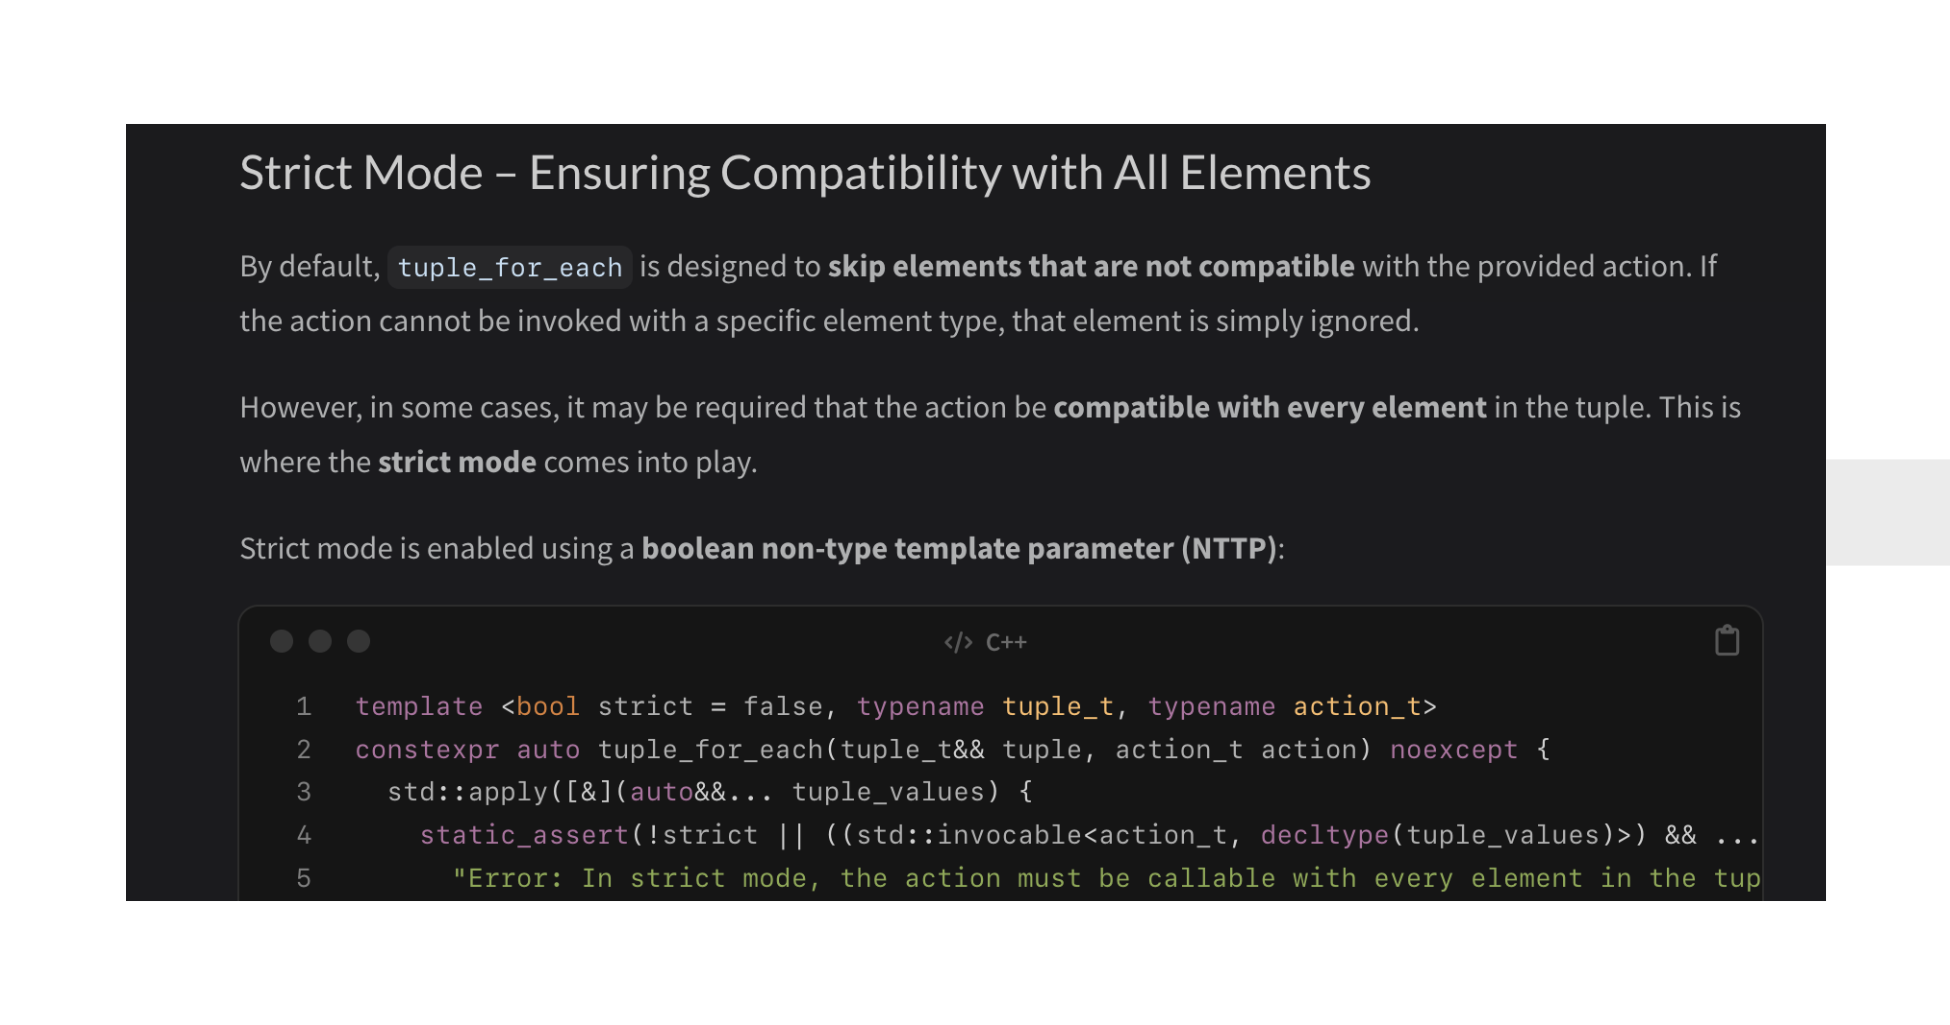 Strict Mode – Ensuring Compatibility with All Elements
By default, tuple_for_each is designed to skip elements that are not compatible with the provided action. If
the action cannot be invoked with a specific element type, that element is simply ignored.
However, in some cases, it may be required that the action be compatible with every element in the tuple. This is
where the strict mode comes into play.
Strict mode is enabled using a boolean non-type template parameter (NTTP):
</> C++
1 template <bool strict = false, typename tuple_t, typename action_t>
2 constexpr auto tuple_for_each(tuple_t&& tuple, action_t action) noexcept {
3 std::apply([&](auto&&... tuple_values) {
4 static_assert(!strict || ((std::invocable<action_t, decltype(tuple_values)>) && ...
5 "Error: In strict mode, the action must be callable with every element in the tup